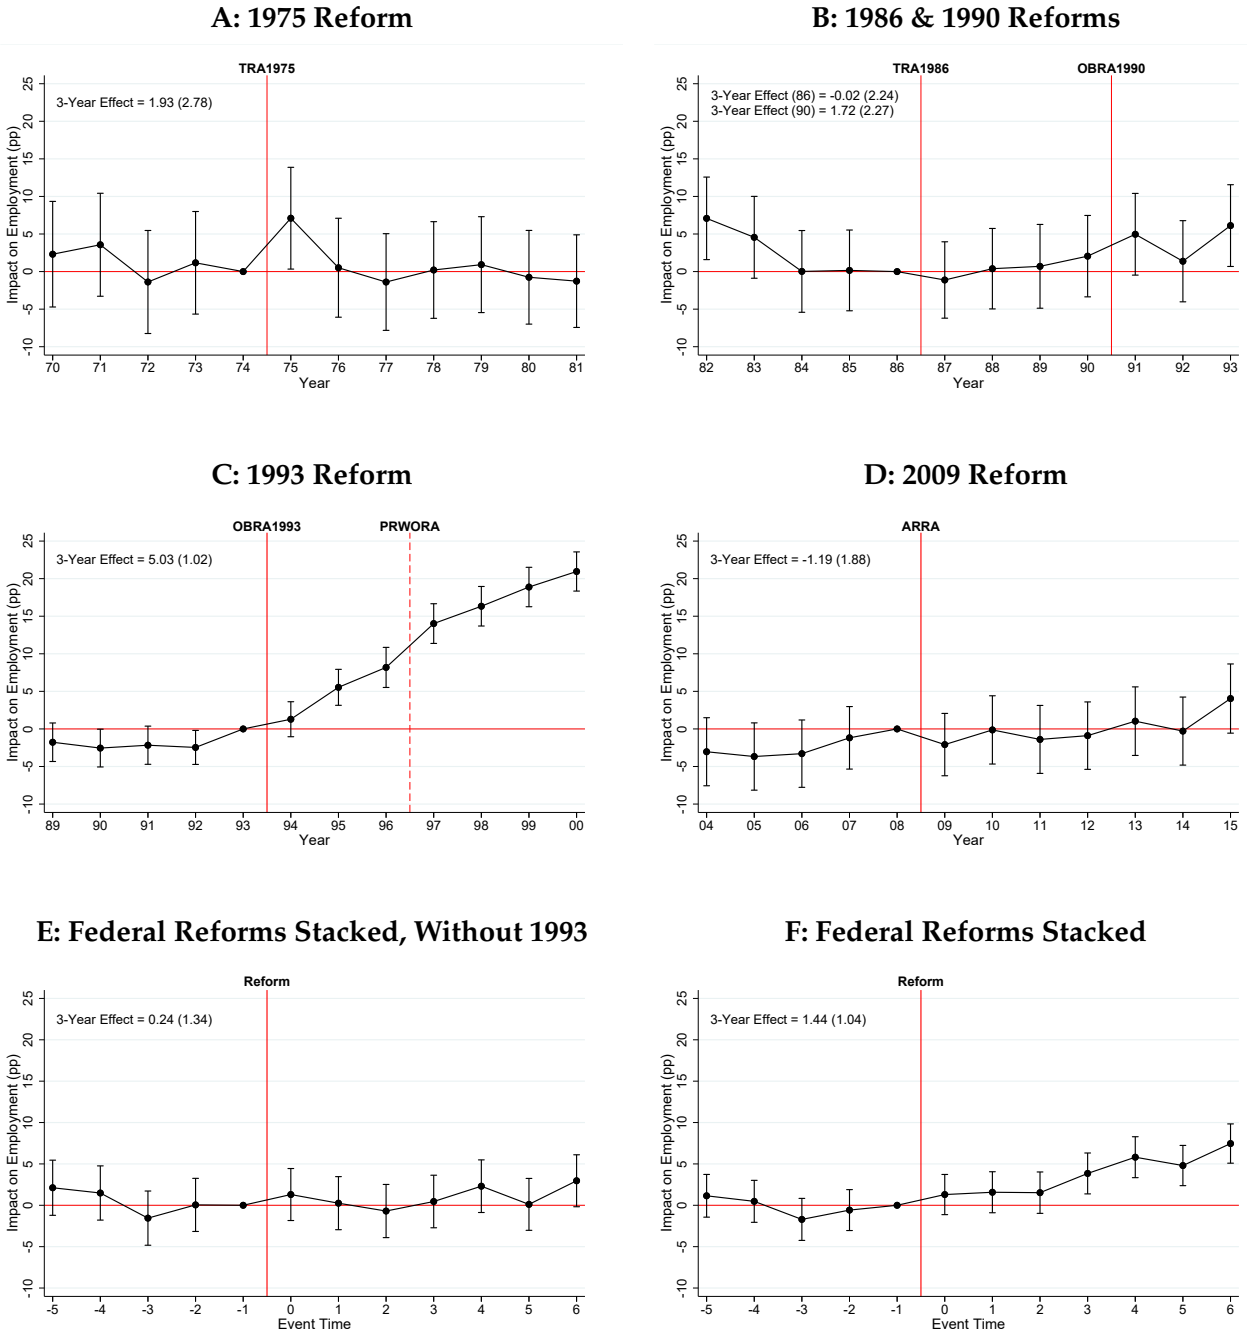 A: 1975 Reform
TRA1975
3-Year Effect = 1.93 (2.78)
Impact on Employment (pp)
25
20
15
10
5
0
-5
-10
70 71 72 73 74 75 76 77 78 79 80 81
Year
B: 1986 & 1990 Reforms
TRA1986 OBRA1990
3-Year Effect (86) = -0.02 (2.24)
3-Year Effect (90) = 1.72 (2.27)
Impact on Employment (pp)
25
20
15
10
5
0
-5
-10
82 83 84 85 86 87 88 89 90 91 92 93
Year
C: 1993 Reform
OBRA1993 PRWORA
3-Year Effect = 5.03 (1.02)
Impact on Employment (pp)
25
20
15
10
5
0
-5
-10
89 90 91 92 93 94 95 96 97 98 99 00
Year
D: 2009 Reform
ARRA
3-Year Effect = -1.19 (1.88)
Impact on Employment (pp)
25
20
15
10
5
0
-5
-10
04 05 06 07 08 09 10 11 12 13 14 15
Year
E: Federal Reforms Stacked, Without 1993
Reform
3-Year Effect = 0.24 (1.34)
Impact on Employment (pp)
25
20
15
10
5
0
-5
-10
-5 -4 -3 -2 -1 0 1 2 3 4 5 6
Event Time
F: Federal Reforms Stacked
Reform
3-Year Effect = 1.44 (1.04)
Impact on Employment (pp)
25
20
15
10
5
0
-5
-10
-5 -4 -3 -2 -1 0 1 2 3 4 5 6
Event Time